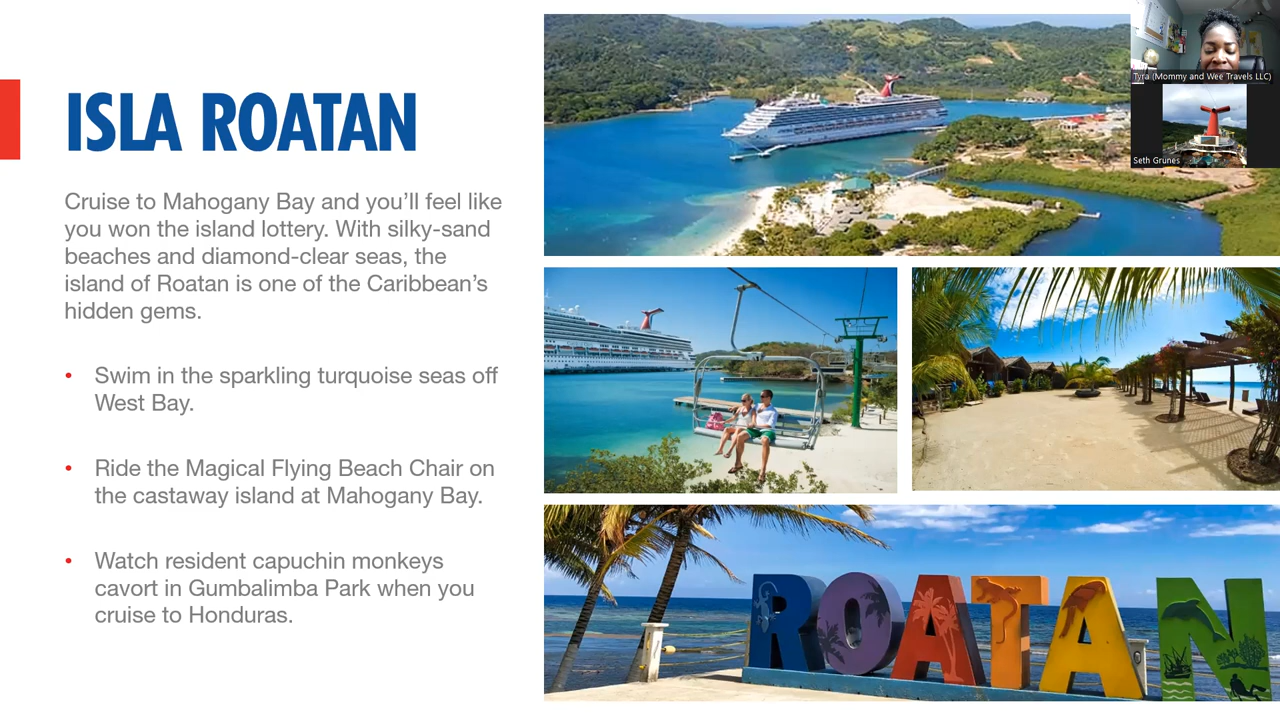 ISLA ROATAN
Cruise to Mahogany Bay and you’ll feel like
you won the island lottery. With silky-sand
beaches and diamond-clear seas, the
island of Roatan is one of the Caribbean’s
hidden gems.
• Swim in the sparkling turquoise seas off
West Bay.
• Ride the Magical Flying Beach Chair on
the castaway island at Mahogany Bay.
• Watch resident capuchin monkeys
cavort in Gumbalimba Park when you
cruise to Honduras.
Tyra (Mommy and Wee Travels LLC)
Seth Grunes
ROATAN